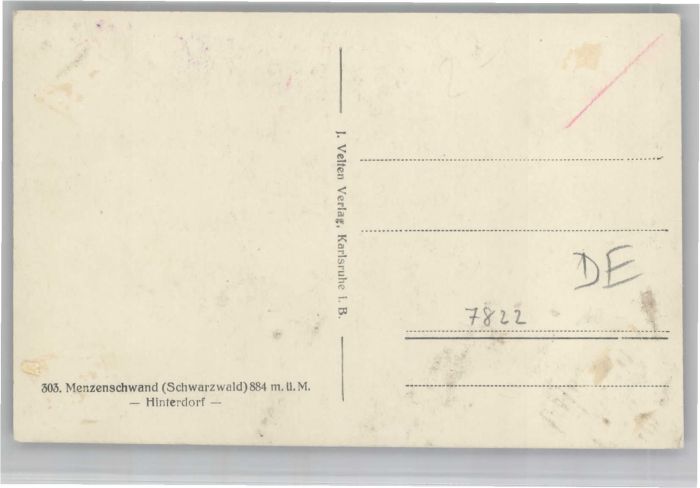 303. Menzenschwand (Schwarzwald) 884 m. ü. M.
— Hinterdorf —
J. Velten Verlag, Karlsruhe i. B.
DE
7822